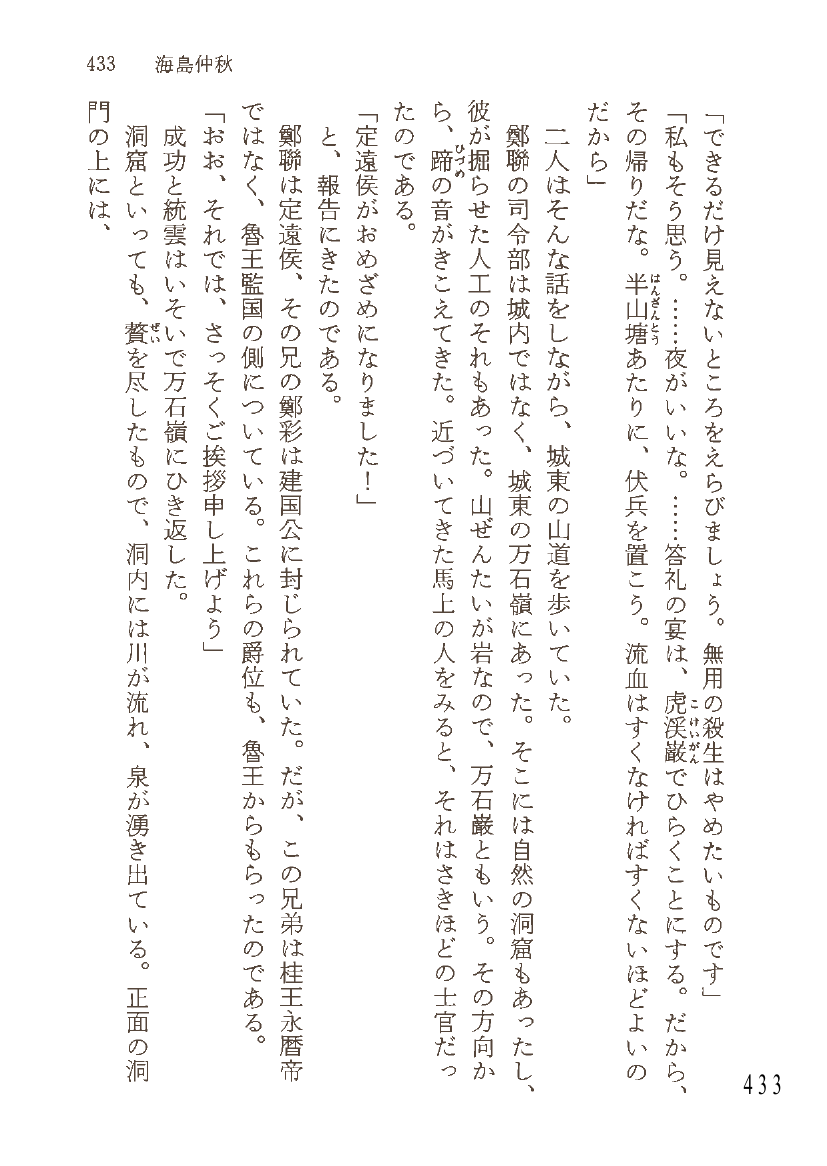 433　海島仲秋
「できるだけ見えないところをえらびましょう。無用の殺生はやめたいものです」
「私もそう思う。……夜がいいな。……答礼の宴は、虎渓巌でひらくことにする。だから、
その帰りだな。半山塘あたりに、伏兵を置こう。流血はすくなければすくないほどよいの
だから」
二人はそんな話をしながら、城東の山道を歩いていた。
鄭聯の司令部は城内ではなく、城東の万石嶺にあった。そこには自然の洞窟もあったし、
彼が掘らせた人工のそれもあった。山ぜんたいが岩なので、万石巌ともいう。その方向か
ら、蹄の音がきこえてきた。近づいてきた馬上の人をみると、それはさきほどの士官だっ
たのである。
「定遠侯がおめざめになりました！」
と、報告にきたのである。
鄭聯は定遠侯、その兄の鄭彩は建国公に封じられていた。だが、この兄弟は桂王永暦帝
ではなく、魯王監国の側についている。これらの爵位も、魯王からもらったのである。
「おお、それでは、さっそくご挨拶申し上げよう」
成功と統雲はいそいで万石嶺にひき返した。
洞窟といっても、贅を尽したもので、洞内には川が流れ、泉が湧き出ている。正面の洞
門の上には、
こけいがん
はんざんとう
ひづめ
ぜい
433